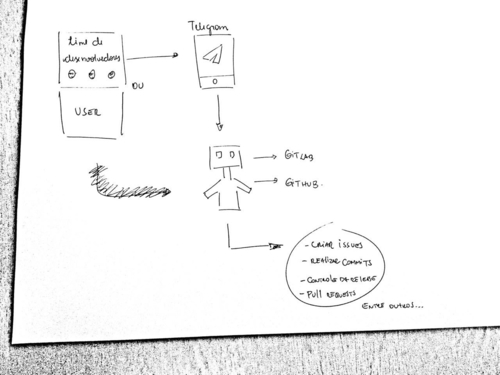 Telegram
time de
desenvolvedores
OU
USER
GITLAB
GITHUB.
- CRIAR ISSUES
- REALIZAR COMMITS
- CONTROLE DE RELEASE
- PULL REQUESTS
ENTRE OUTROS...